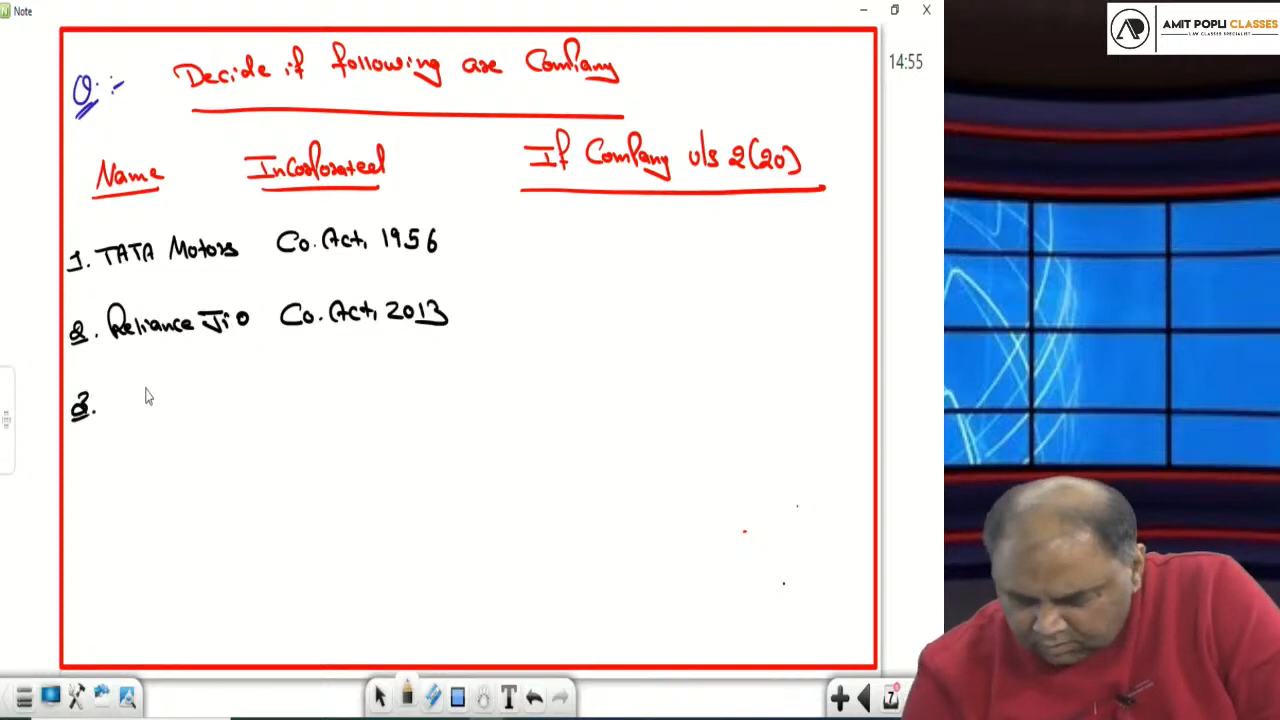 Note
AMIT POPLI CLASSES
LAW CLASSES SPECIALIST
14:55
Q:- Decide if following are Company
Name Incorporated If Company u/s 2(20)
1. TATA Motors Co. Act, 1956
2. Reliance Jio Co. Act, 2013
3.
T
7